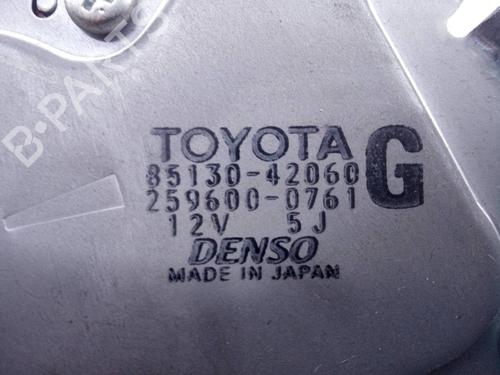 B-PARTS
TOYOTA
85130-42060 G
259600-0761
12V 5J
DENSO
MADE IN JAPAN